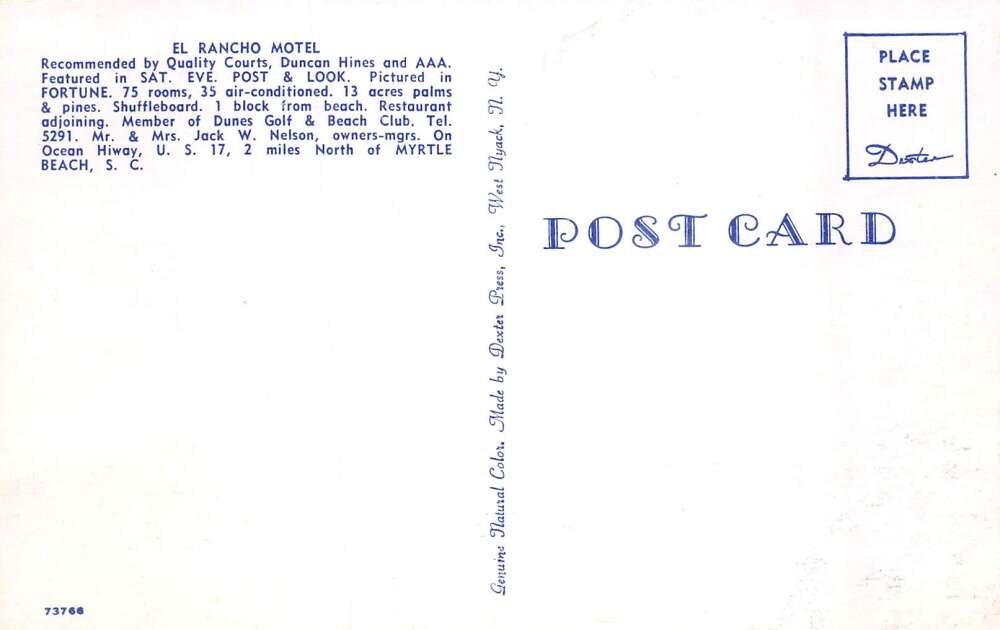 EL RANCHO MOTEL
Recommended by Quality Courts, Duncan Hines and AAA.
Featured in SAT. EVE. POST & LOOK. Pictured in
FORTUNE. 75 rooms, 35 air-conditioned. 13 acres palms
& pines. Shuffleboard. 1 block from beach. Restaurant
adjoining. Member of Dunes Golf & Beach Club. Tel.
5291. Mr. & Mrs. Jack W. Nelson, owners-mgrs. On
Ocean Hiway, U. S. 17, 2 miles North of MYRTLE
BEACH, S. C.
73766
Genuine Natural Color. Made by Dexter Press, Inc., West Nyack, N. Y.
PLACE
STAMP
HERE
Dexter
POST CARD